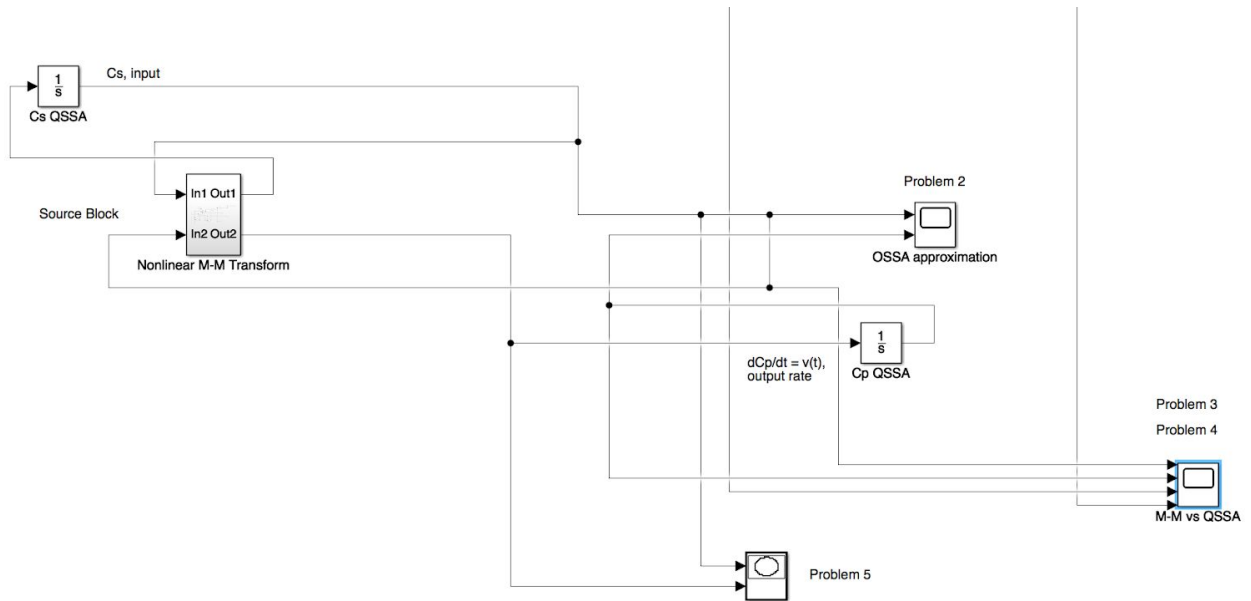 Cs, input
1
s
Cs QSSA
In1 Out1
In2 Out2
Nonlinear M-M Transform
Source Block
Problem 2
OSSA approximation
1
s
Cp QSSA
dCp/dt = v(t),
output rate
Problem 3
Problem 4
M-M vs QSSA
Problem 5